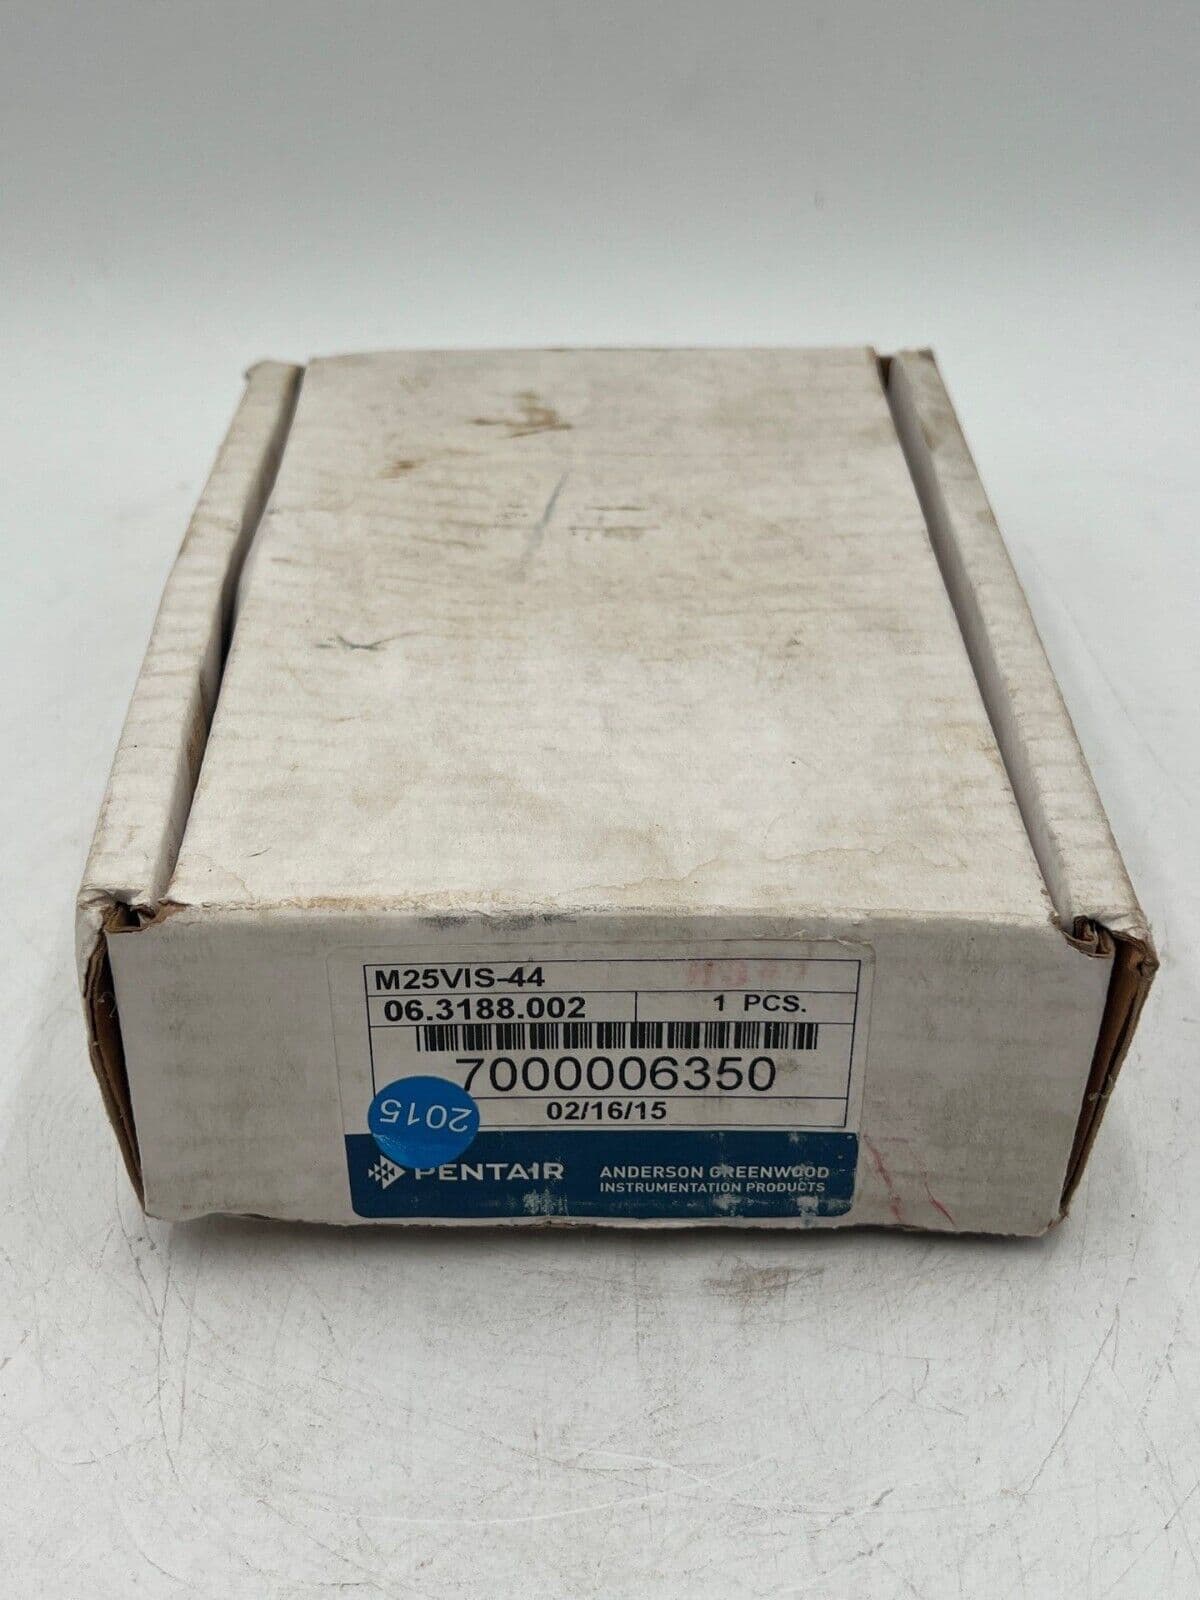 M25VIS-44
06.3188.002 1 PCS.
7000006350
2015
02/16/15
PENTAIR ANDERSON GREENWOOD
INSTRUMENTATION PRODUCTS